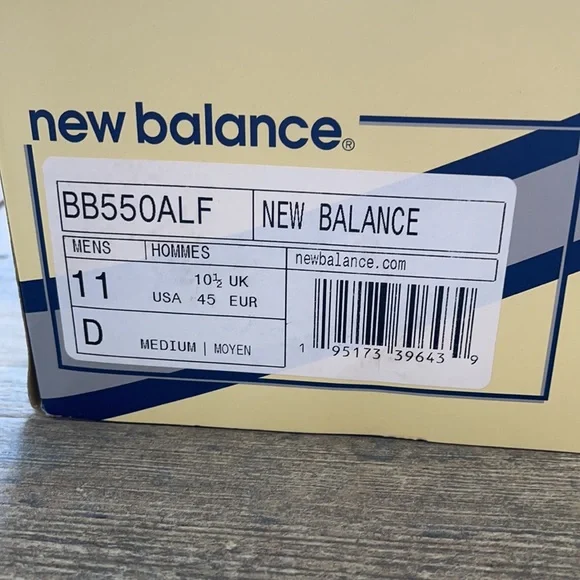 new balance®
BB550ALF
NEW BALANCE
MENS HOMMES
newbalance.com
11 10½ UK
USA 45 EUR
D MEDIUM | MOYEN
1 95173 39643 9